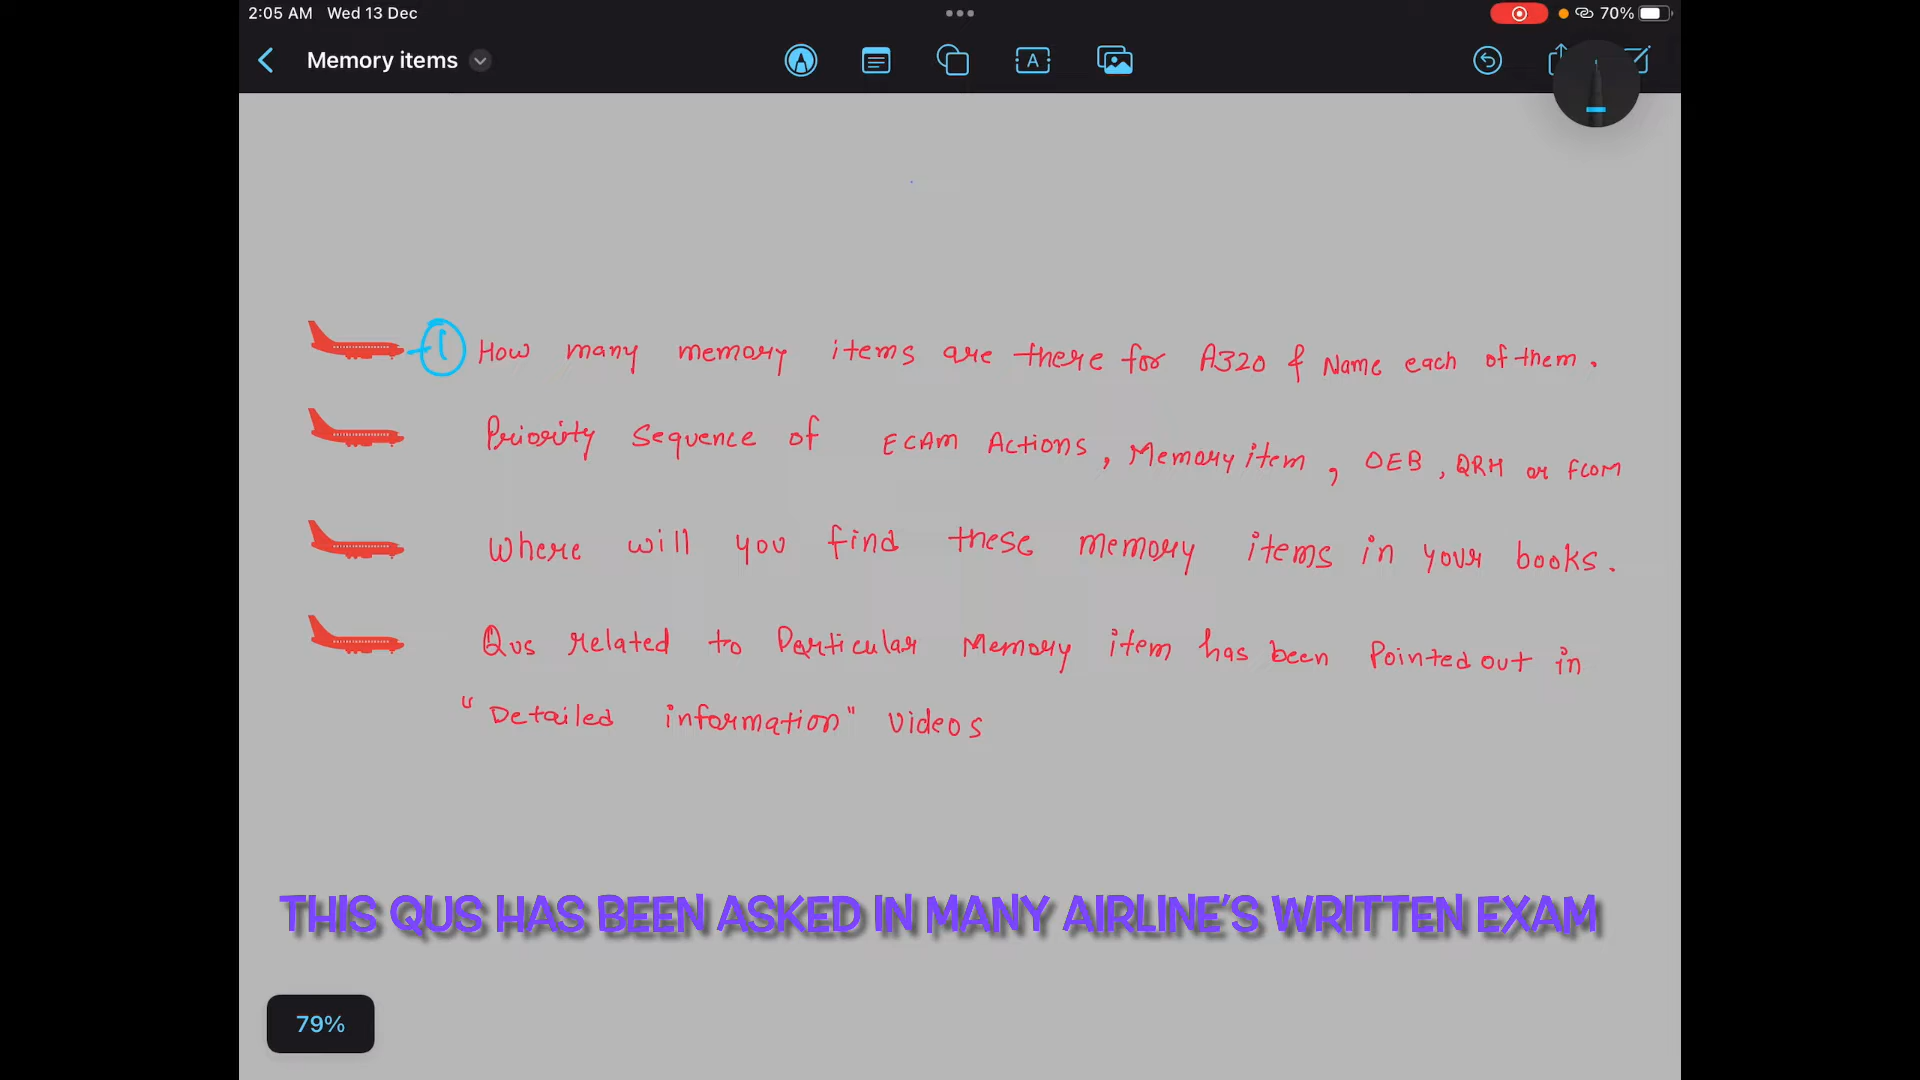 2:05 AM Wed 13 Dec
70%
Memory items
A
1 How many memory items are there for A320 & Name each of them.
Priority Sequence of ECAM Actions, Memory item, OEB, QRH or FCOM
Where will you find these memory items in your books.
Qus related to Particular Memory item has been Pointed out in
"Detailed information" videos
THIS QUS HAS BEEN ASKED IN MANY AIRLINE'S WRITTEN EXAM
79%